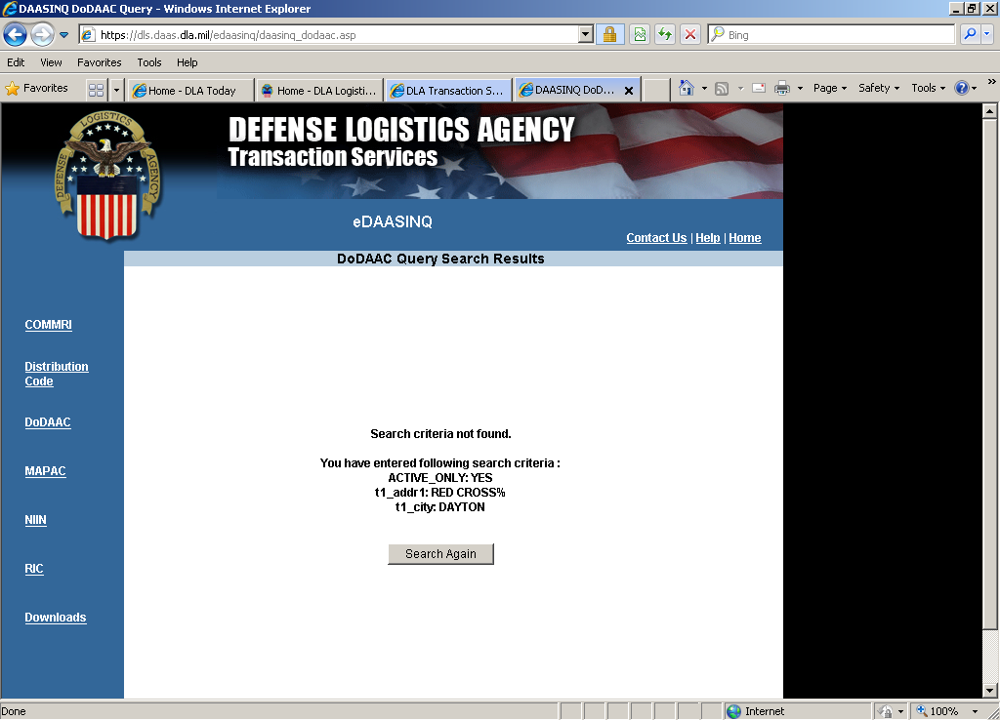 DAASINQ DoDAAC Query - Windows Internet Explorer
https://dls.daas.dla.mil/edaasinq/daasinq_dodaac.asp
Bing
Edit View Favorites Tools Help
Favorites
Home - DLA Today
Home - DLA Logisti...
DLA Transaction S...
DAASINQ DoD...
Page Safety Tools
DEFENSE LOGISTICS AGENCY
DEFENSE LOGISTICS AGENCY
Transaction Services
eDAASINQ
Contact Us | Help | Home
DoDAAC Query Search Results
COMMRI
Distribution
Code
DoDAAC
MAPAC
NIIN
RIC
Downloads
Search criteria not found.
You have entered following search criteria :
ACTIVE_ONLY: YES
t1_addr1: RED CROSS%
t1_city: DAYTON
Search Again
Done
Internet
100%